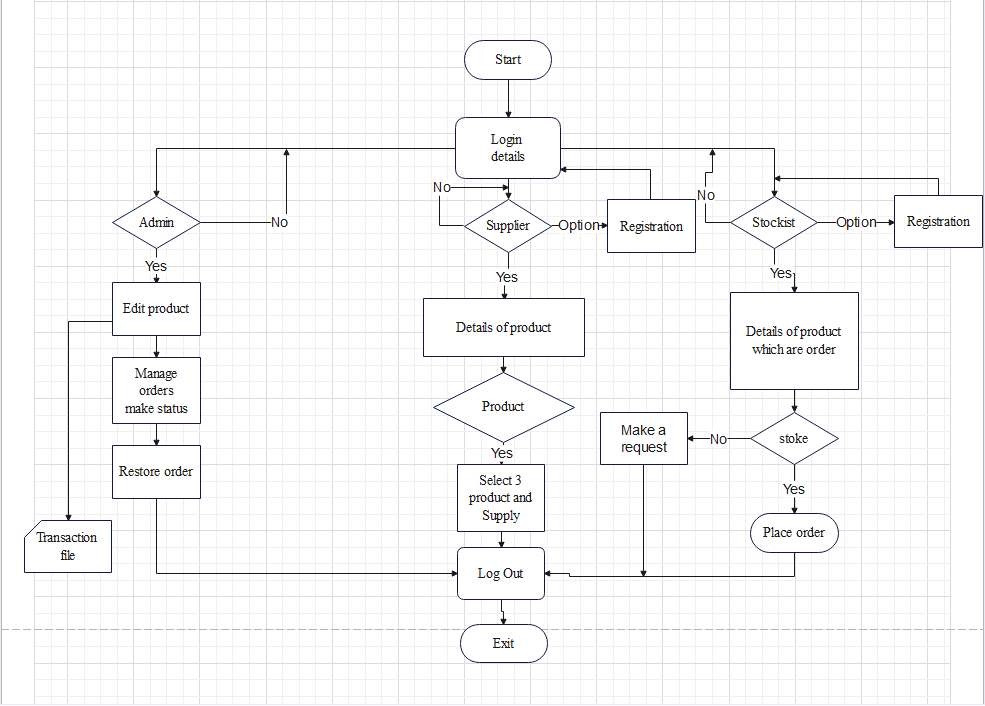 Start
Login
details
No
No
Admin
No
Supplier
Option
Registration
Stockist
Option
Registration
Yes
Yes
Yes
Edit product
Details of product
Details of product
which are order
Manage
orders
make status
Product
Make a
request
No
stoke
Yes
Restore order
Select 3
product and
Supply
Yes
Transaction
file
Place order
Log Out
Exit